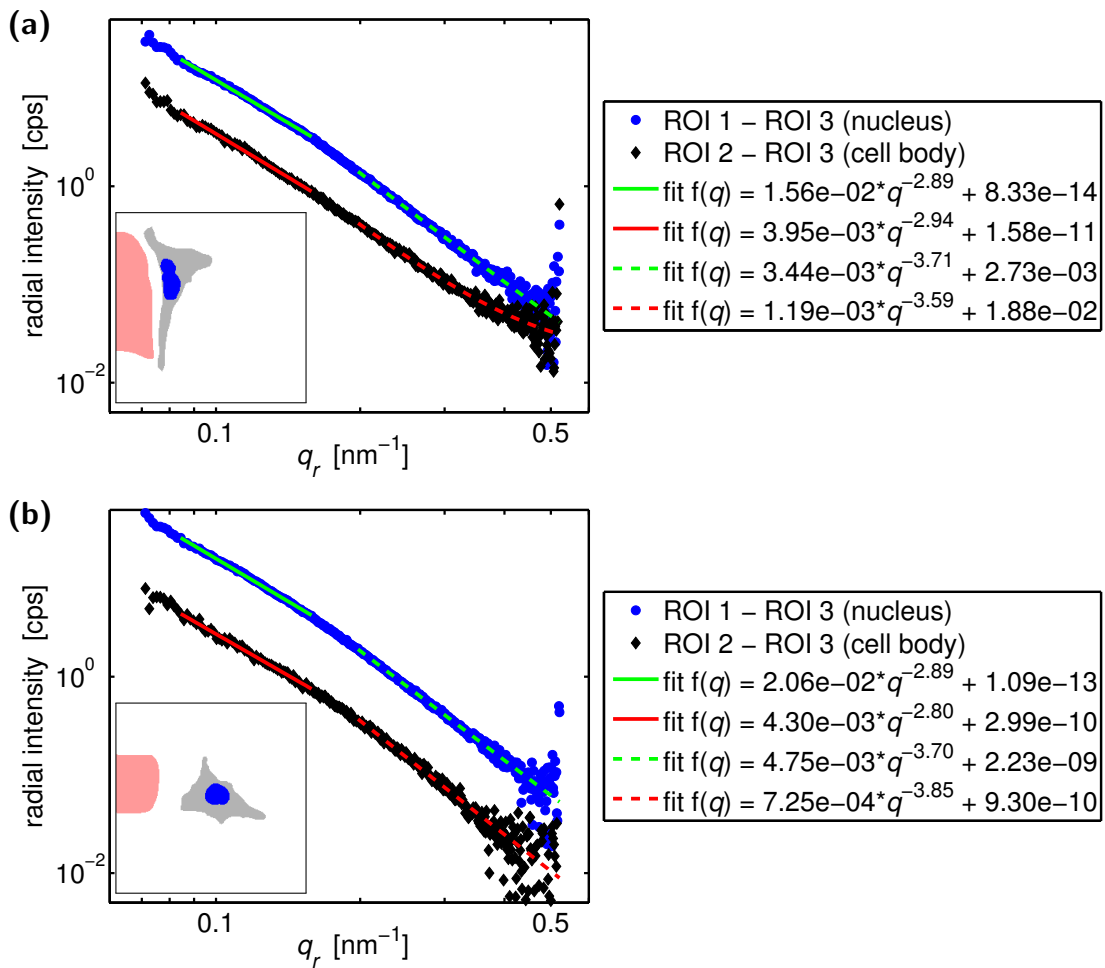 (a)
radial intensity [cps]
10⁰
10⁻²
0.1
0.5
q_r [nm⁻¹]
ROI 1 − ROI 3 (nucleus)
ROI 2 − ROI 3 (cell body)
fit f(q) = 1.56e−02*q^−2.89 + 8.33e−14
fit f(q) = 3.95e−03*q^−2.94 + 1.58e−11
fit f(q) = 3.44e−03*q^−3.71 + 2.73e−03
fit f(q) = 1.19e−03*q^−3.59 + 1.88e−02
(b)
radial intensity [cps]
10⁰
10⁻²
0.1
0.5
q_r [nm⁻¹]
ROI 1 − ROI 3 (nucleus)
ROI 2 − ROI 3 (cell body)
fit f(q) = 2.06e−02*q^−2.89 + 1.09e−13
fit f(q) = 4.30e−03*q^−2.80 + 2.99e−10
fit f(q) = 4.75e−03*q^−3.70 + 2.23e−09
fit f(q) = 7.25e−04*q^−3.85 + 9.30e−10